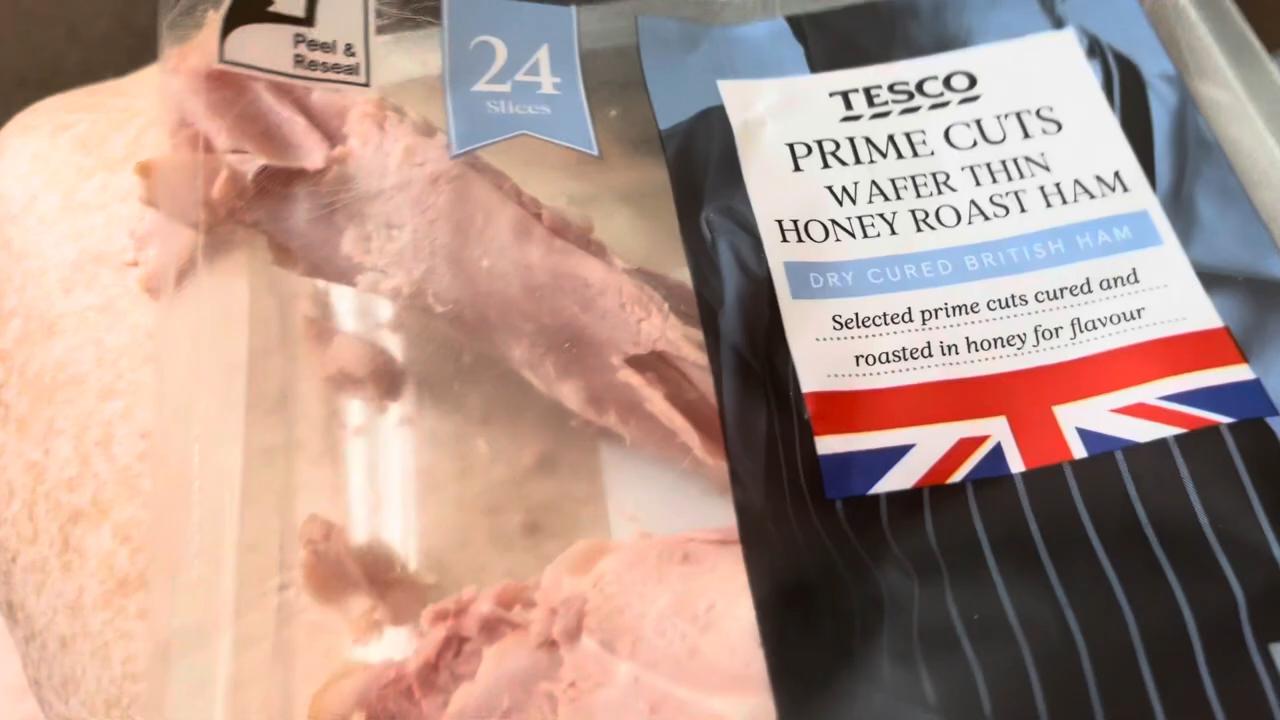 Peel &
Reseal
24
Slices
TESCO
PRIME CUTS
WAFER THIN
HONEY ROAST HAM
DRY CURED BRITISH HAM
Selected prime cuts cured and
roasted in honey for flavour